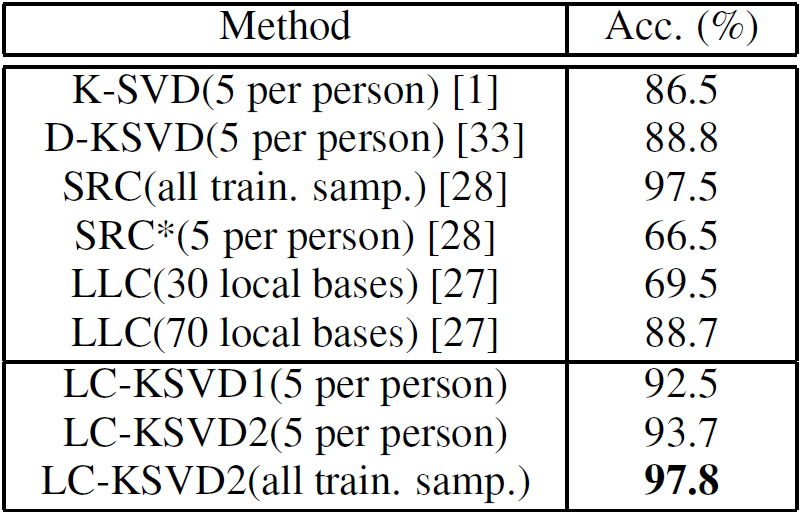 Method Acc. (%)
K-SVD(5 per person) [1] 86.5
D-KSVD(5 per person) [33] 88.8
SRC(all train. samp.) [28] 97.5
SRC*(5 per person) [28] 66.5
LLC(30 local bases) [27] 69.5
LLC(70 local bases) [27] 88.7
LC-KSVD1(5 per person) 92.5
LC-KSVD2(5 per person) 93.7
LC-KSVD2(all train. samp.) 97.8